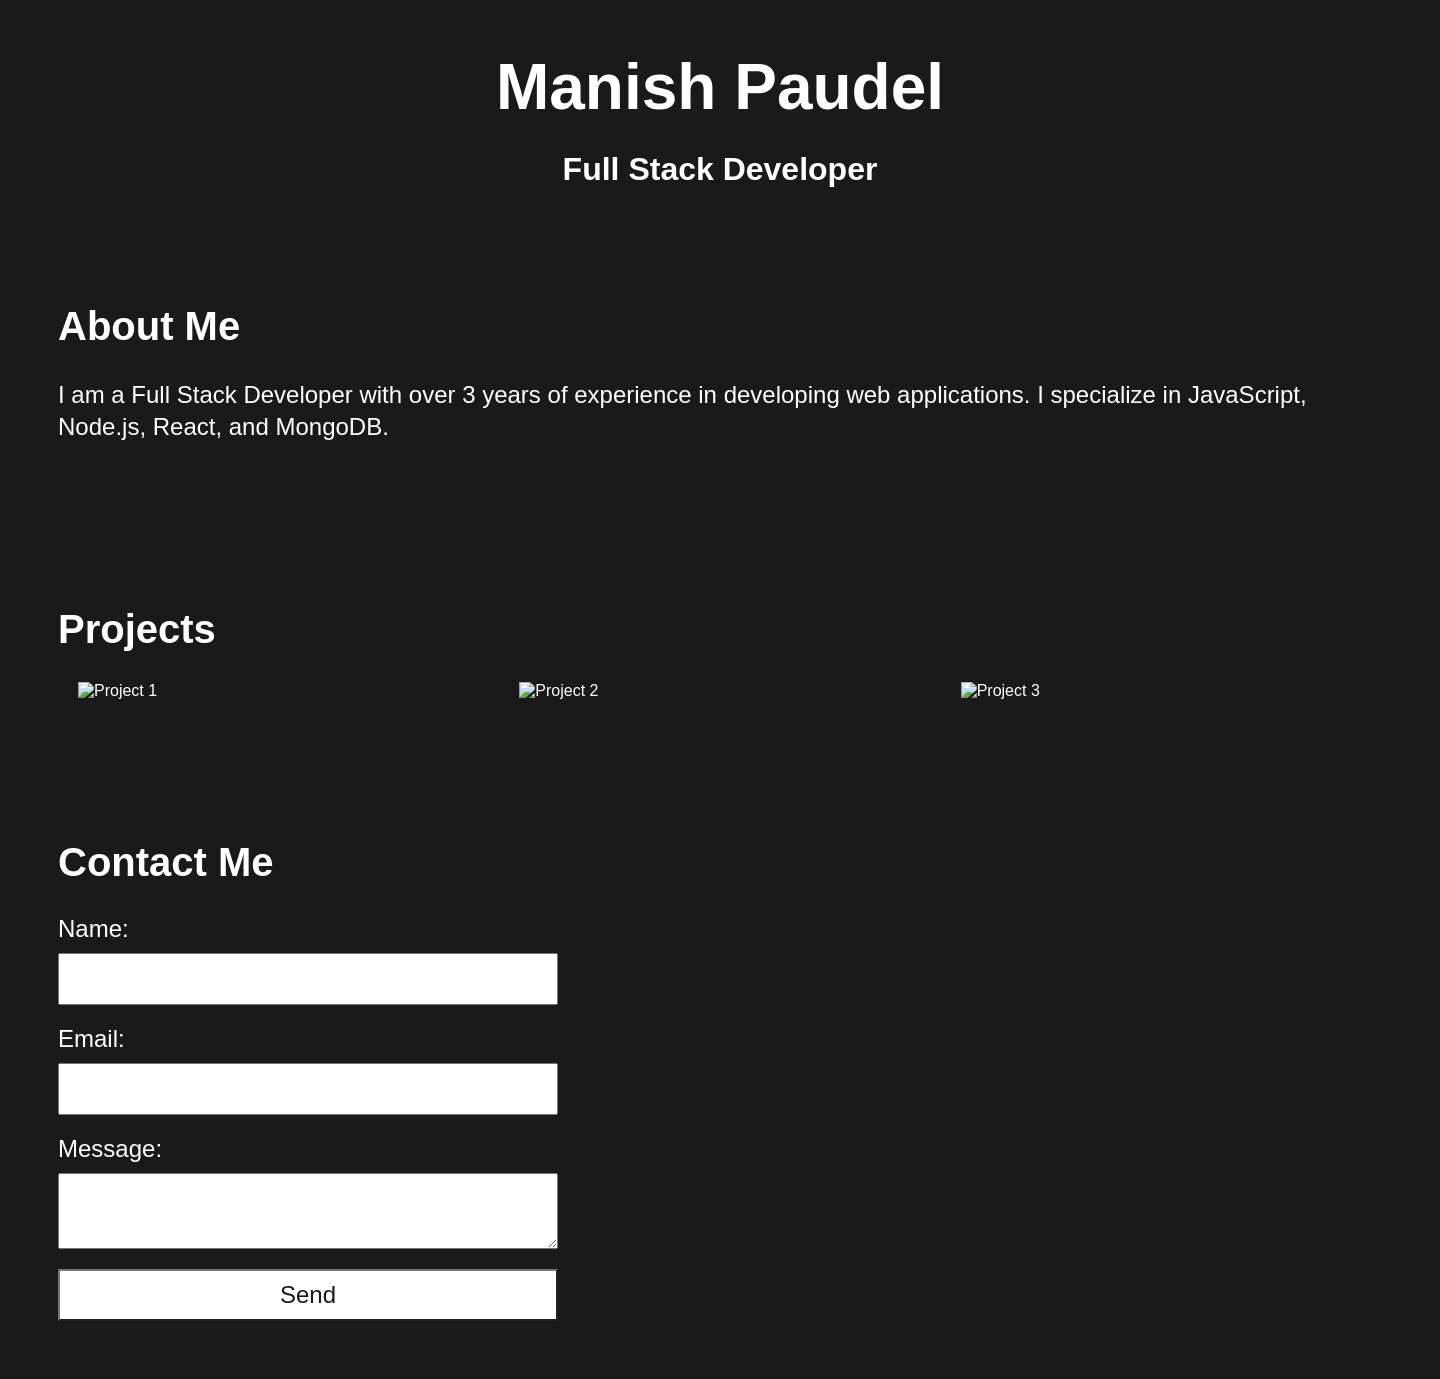 Manish Paudel
Full Stack Developer
About Me
I am a Full Stack Developer with over 3 years of experience in developing web applications. I specialize in JavaScript,
Node.js, React, and MongoDB.
Projects
Project 1
Project 2
Project 3
Contact Me
Name:
Email:
Message:
Send